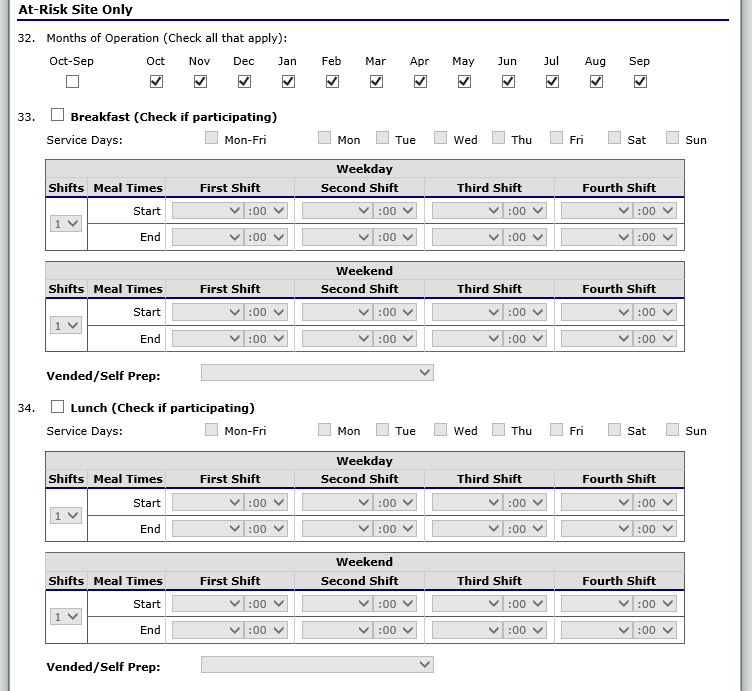 At-Risk Site Only
32. Months of Operation (Check all that apply):
Oct-Sep Oct Nov Dec Jan Feb Mar Apr May Jun Jul Aug Sep
33. Breakfast (Check if participating)
Service Days: Mon-Fri Mon Tue Wed Thu Fri Sat Sun
Weekday
Shifts Meal Times First Shift Second Shift Third Shift Fourth Shift
Start :00 :00 :00 :00
1
End :00 :00 :00 :00
Weekend
Shifts Meal Times First Shift Second Shift Third Shift Fourth Shift
Start :00 :00 :00 :00
1
End :00 :00 :00 :00
Vended/Self Prep:
34. Lunch (Check if participating)
Service Days: Mon-Fri Mon Tue Wed Thu Fri Sat Sun
Weekday
Shifts Meal Times First Shift Second Shift Third Shift Fourth Shift
Start :00 :00 :00 :00
1
End :00 :00 :00 :00
Weekend
Shifts Meal Times First Shift Second Shift Third Shift Fourth Shift
Start :00 :00 :00 :00
1
End :00 :00 :00 :00
Vended/Self Prep: